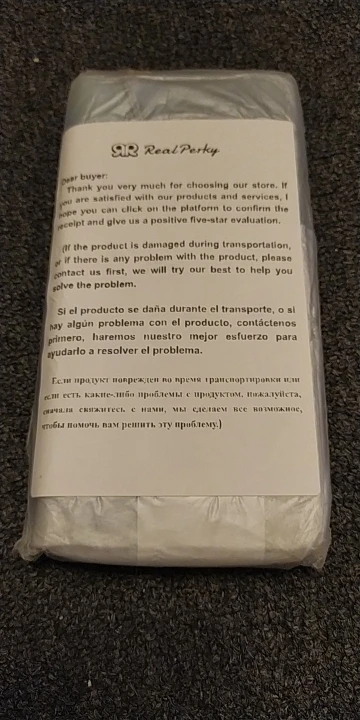 RR Real Perky
Dear buyer:
Thank you very much for choosing our store. If
you are satisfied with our products and services, I
hope you can click on the platform to confirm the
receipt and give us a positive five-star evaluation.
(If the product is damaged during transportation,
or if there is any problem with the product, please
contact us first, we will try our best to help you
solve the problem.
Si el producto se daña durante el transporte, o si
hay algún problema con el producto, contáctenos
primero, haremos nuestro mejor esfuerzo para
ayudarlo a resolver el problema.
Если продукт поврежден во время транспортировки или
если есть какие-либо проблемы с продуктом, пожалуйста,
сначала свяжитесь с нами, мы сделаем все возможное,
чтобы помочь вам решить эту проблему.)